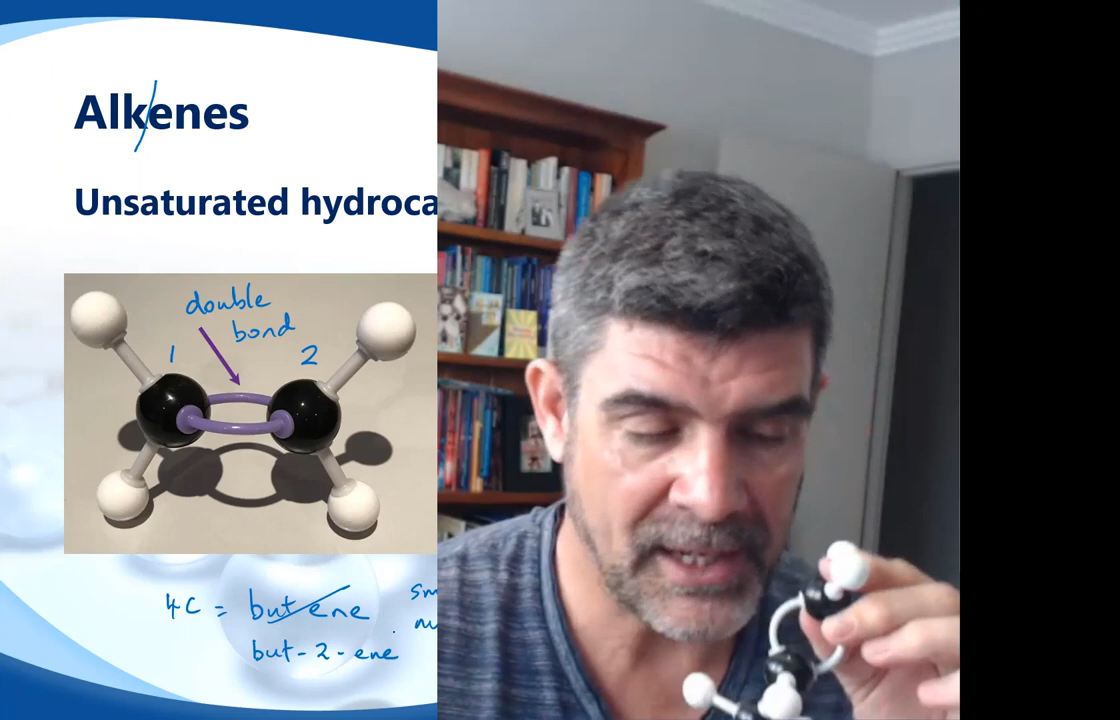 Alkenes
Unsaturated hydroca
double
bond
1 2
4C = butene
but-2-ene